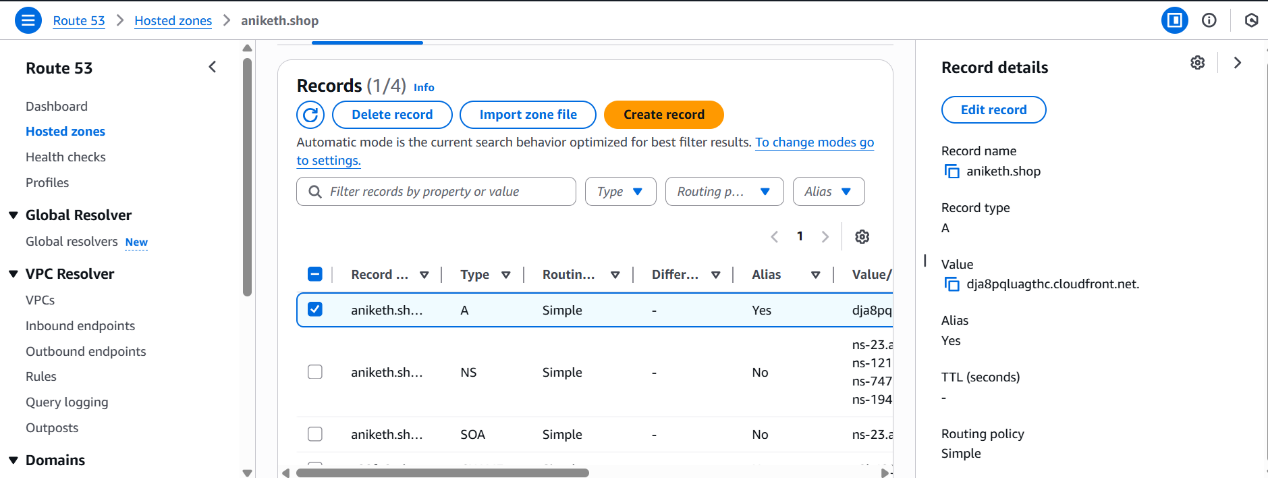 Route 53 > Hosted zones > aniketh.shop
Route 53
Dashboard
Hosted zones
Health checks
Profiles
Global Resolver
Global resolvers New
VPC Resolver
VPCs
Inbound endpoints
Outbound endpoints
Rules
Query logging
Outposts
Domains
Records (1/4) Info
Delete record Import zone file Create record
Automatic mode is the current search behavior optimized for best filter results. To change modes go
to settings.
Filter records by property or value Type Routing p... Alias
1
Record ... Type Routin... Differ... Alias Value/
aniketh.sh... A Simple - Yes dja8pq
aniketh.sh... NS Simple - No ns-23.a
ns-121
ns-747
ns-194
aniketh.sh... SOA Simple - No ns-23.a
Record details
Edit record
Record name
aniketh.shop
Record type
A
Value
dja8pqluagthc.cloudfront.net.
Alias
Yes
TTL (seconds)
-
Routing policy
Simple